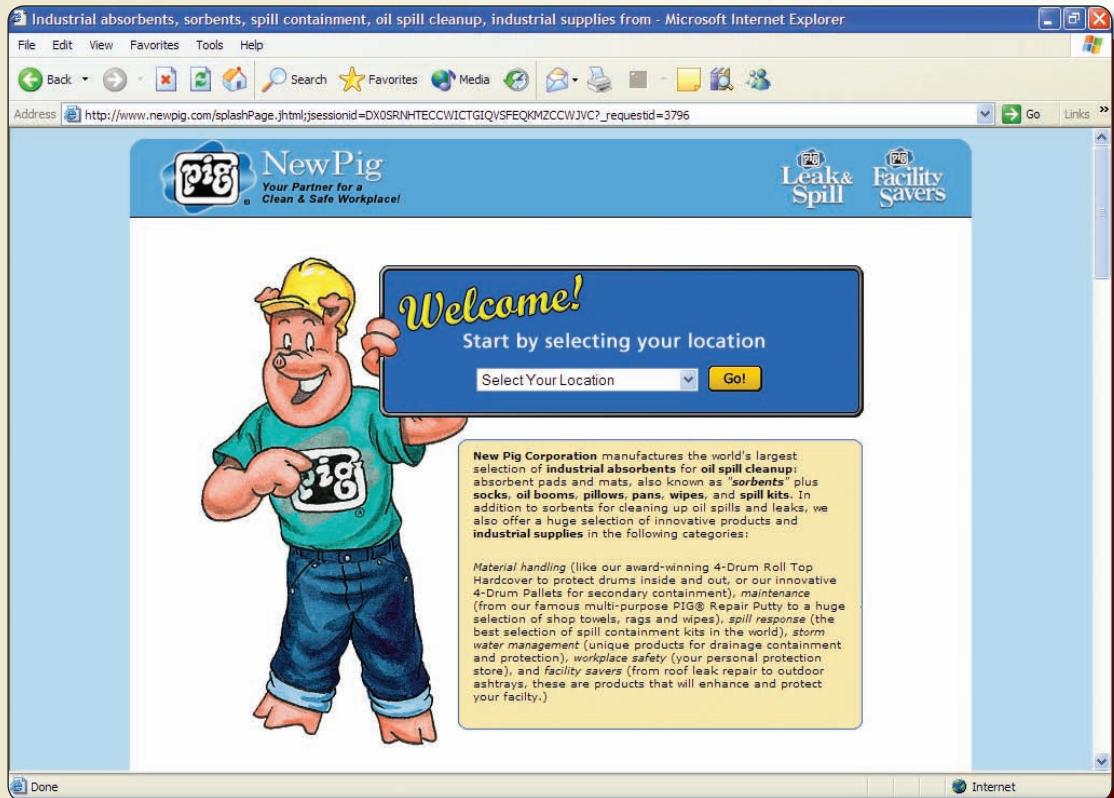 Industrial absorbents, sorbents, spill containment, oil spill cleanup, industrial supplies from - Microsoft Internet Explorer
File Edit View Favorites Tools Help
Back Search Favorites Media
Address http://www.newpig.com/splashPage.jhtml;jsessionid=DX0SRNHTECCWICTGIQVSFEQKMZCCWJVC?_requestid=3796 Go Links »
pig ® NewPig
Your Partner for a
Clean & Safe Workplace!
pig Leak & Spill
pig Facility Savers
Welcome!
Start by selecting your location
Select Your Location Go!
pig ®
New Pig Corporation manufactures the world's largest
selection of industrial absorbents for oil spill cleanup:
absorbent pads and mats, also known as "sorbents" plus
socks, oil booms, pillows, pans, wipes, and spill kits. In
addition to sorbents for cleaning up oil spills and leaks, we
also offer a huge selection of innovative products and
industrial supplies in the following categories:
Material handling (like our award-winning 4-Drum Roll Top
Hardcover to protect drums inside and out, or our innovative
4-Drum Pallets for secondary containment), maintenance
(from our famous multi-purpose PIG® Repair Putty to a huge
selection of shop towels, rags and wipes), spill response (the
best selection of spill containment kits in the world), storm
water management (unique products for drainage containment
and protection), workplace safety (your personal protection
store), and facility savers (from roof leak repair to outdoor
ashtrays, these are products that will enhance and protect
your facilty.)
Done Internet